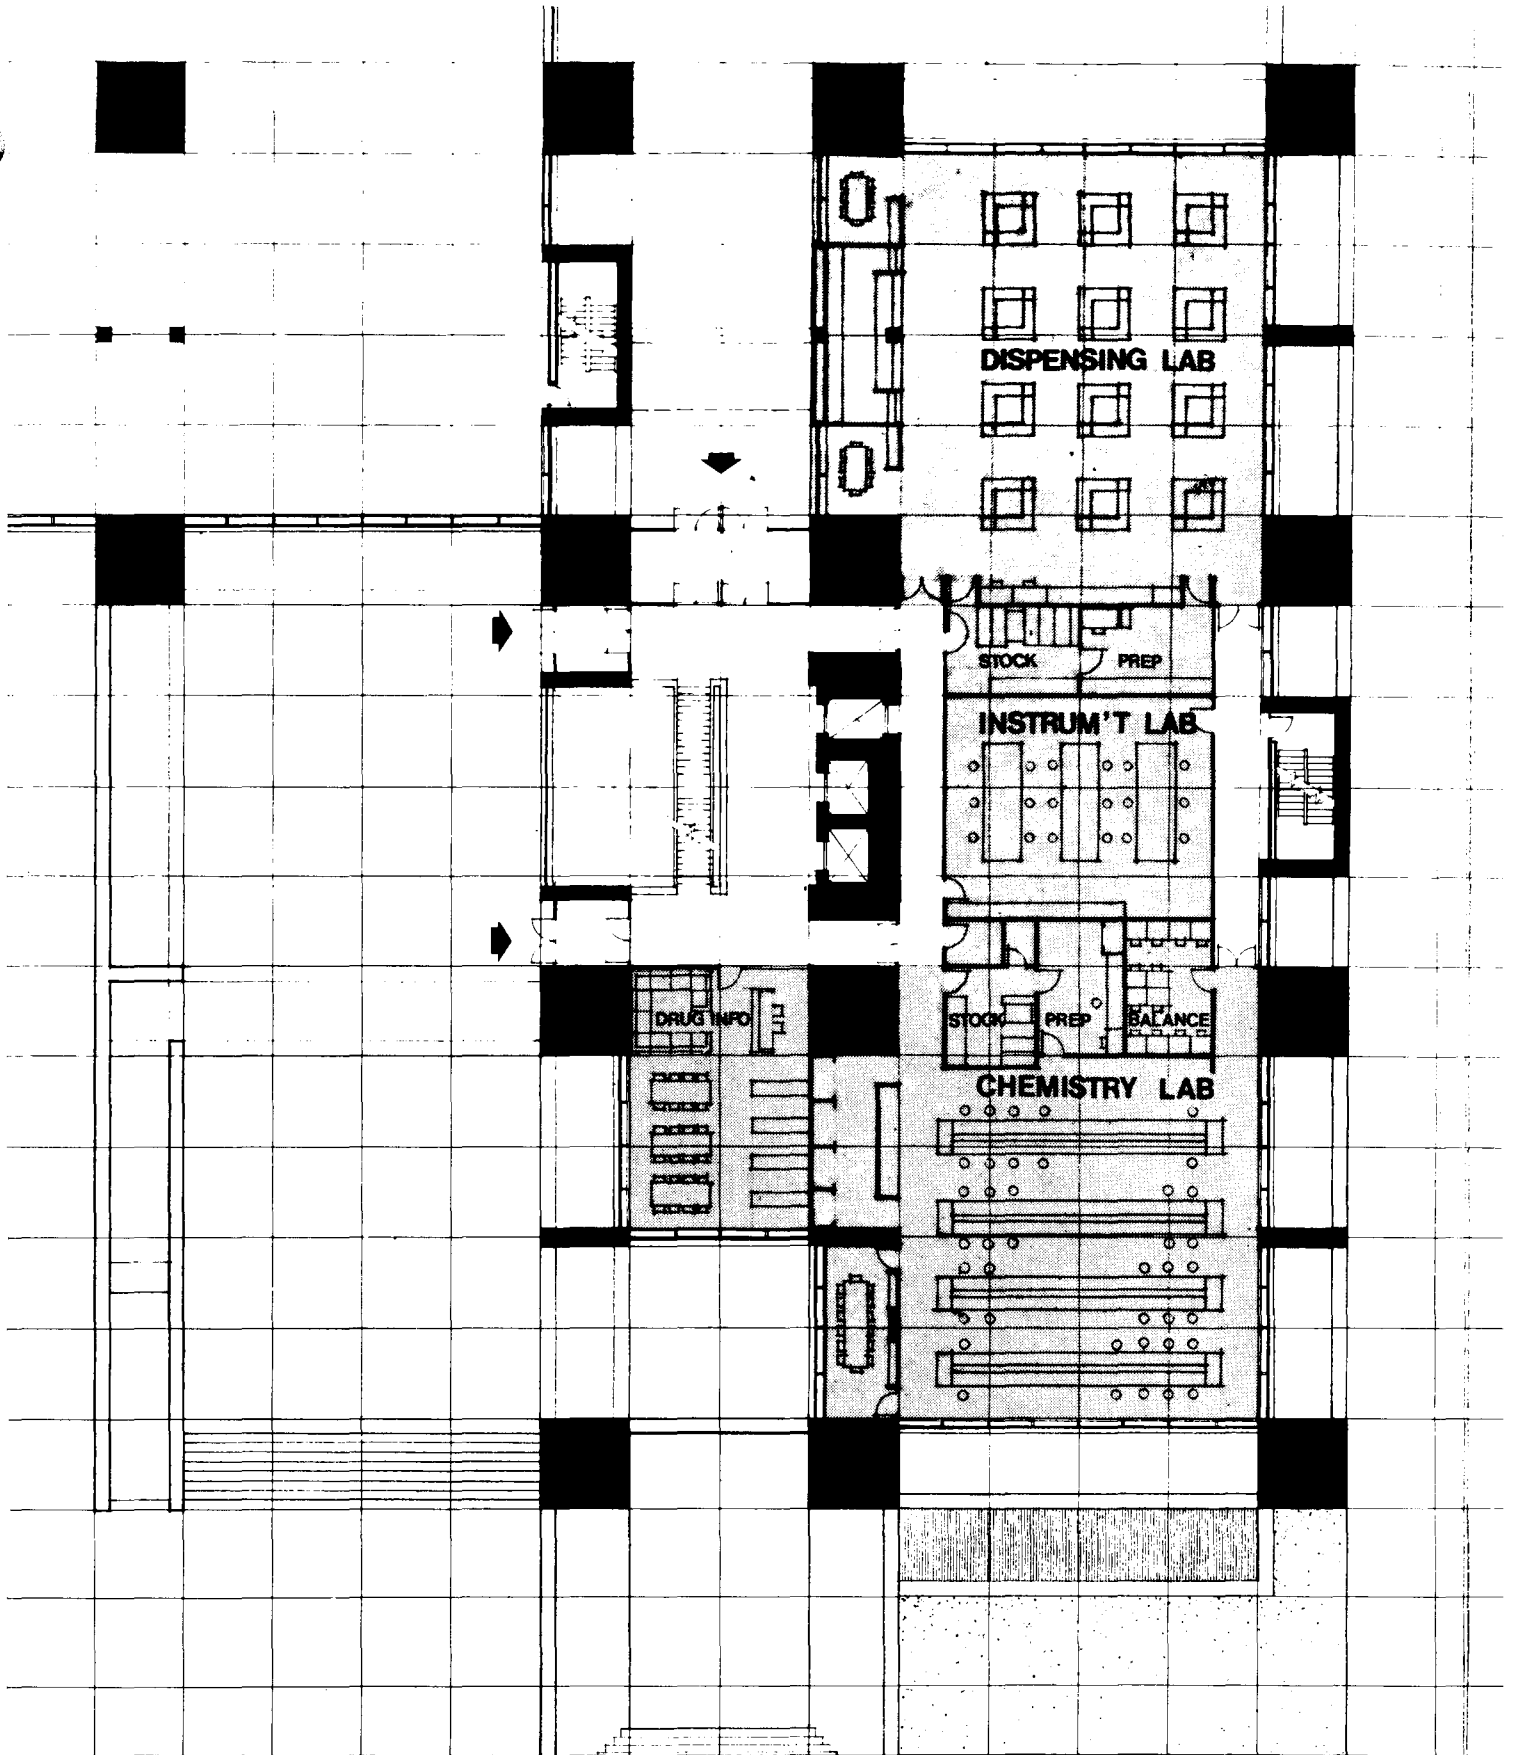 DISPENSING LAB
STOCK
PREP
INSTRUM'T LAB
DRUG INFO
STOCK
PREP
BALANCE
CHEMISTRY LAB